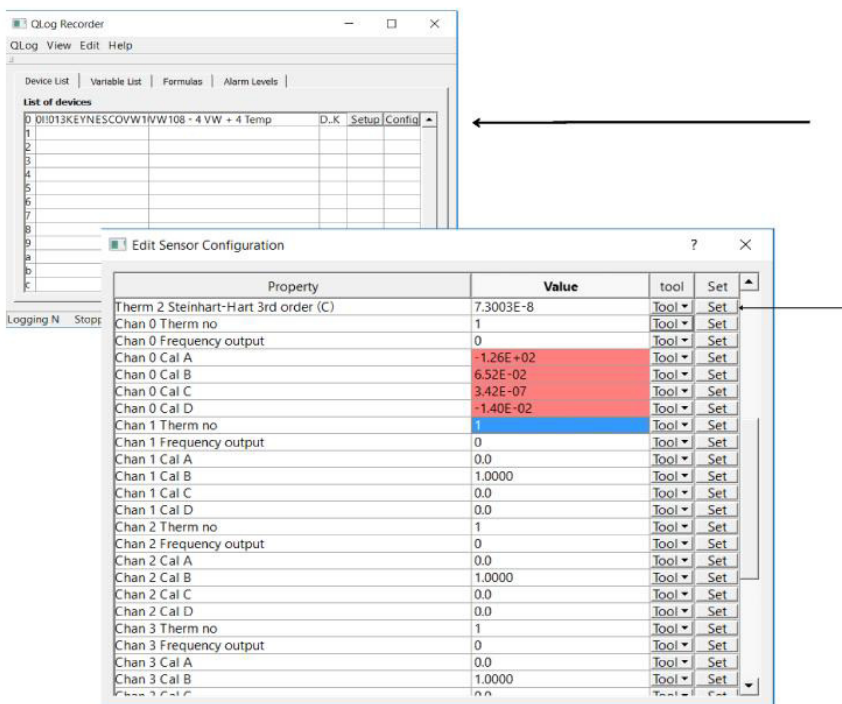 QLog Recorder
QLog View Edit Help
Device List Variable List Formulas Alarm Levels
List of devices
0 0I!013KEYNESCOVW1 VW108 - 4 VW + 4 Temp D..K Setup Config
1
2
3
4
5
6
7
8
9
a
b
c
Logging N Stopp
Edit Sensor Configuration ?
Property Value tool Set
Therm 2 Steinhart-Hart 3rd order (C) 7.3003E-8 Tool Set
Chan 0 Therm no 1 Tool Set
Chan 0 Frequency output 0 Tool Set
Chan 0 Cal A -1.26E+02 Tool Set
Chan 0 Cal B 6.52E-02 Tool Set
Chan 0 Cal C 3.42E-07 Tool Set
Chan 0 Cal D -1.40E-02 Tool Set
Chan 1 Therm no 1 Tool Set
Chan 1 Frequency output 0 Tool Set
Chan 1 Cal A 0.0 Tool Set
Chan 1 Cal B 1.0000 Tool Set
Chan 1 Cal C 0.0 Tool Set
Chan 1 Cal D 0.0 Tool Set
Chan 2 Therm no 1 Tool Set
Chan 2 Frequency output 0 Tool Set
Chan 2 Cal A 0.0 Tool Set
Chan 2 Cal B 1.0000 Tool Set
Chan 2 Cal C 0.0 Tool Set
Chan 2 Cal D 0.0 Tool Set
Chan 3 Therm no 1 Tool Set
Chan 3 Frequency output 0 Tool Set
Chan 3 Cal A 0.0 Tool Set
Chan 3 Cal B 1.0000 Tool Set